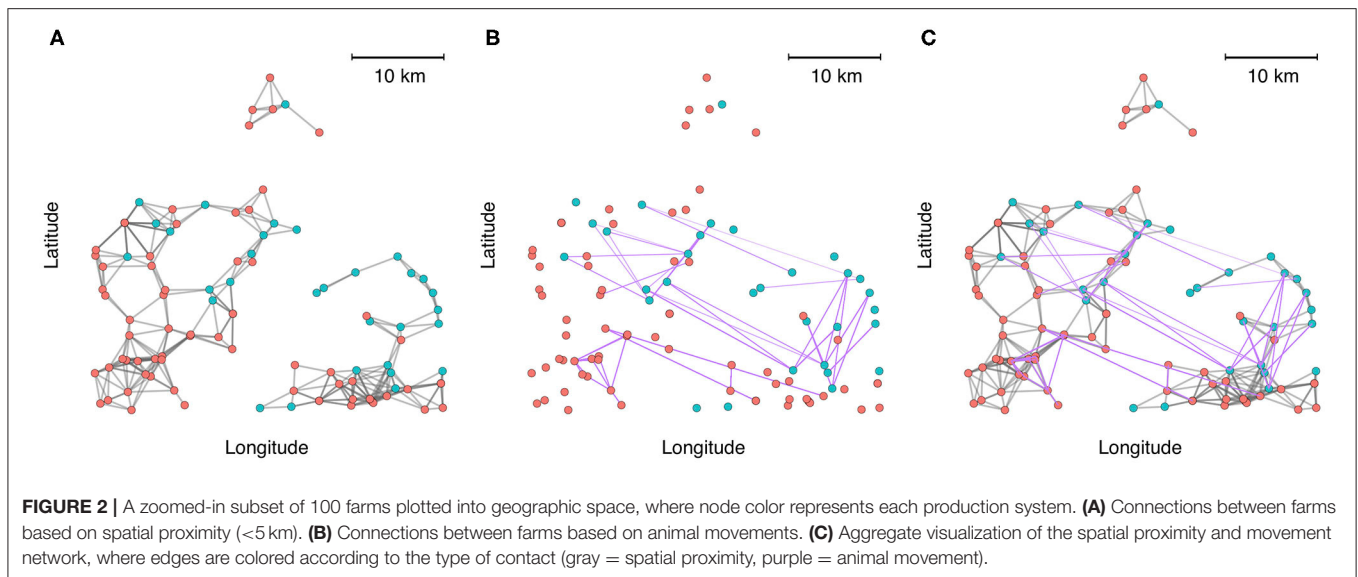 A
B
C
10 km
10 km
10 km
Latitude
Latitude
Latitude
Longitude
Longitude
Longitude
FIGURE 2 | A zoomed-in subset of 100 farms plotted into geographic space, where node color represents each production system. (A) Connections between farms
based on spatial proximity (<5 km). (B) Connections between farms based on animal movements. (C) Aggregate visualization of the spatial proximity and movement
network, where edges are colored according to the type of contact (gray = spatial proximity, purple = animal movement).